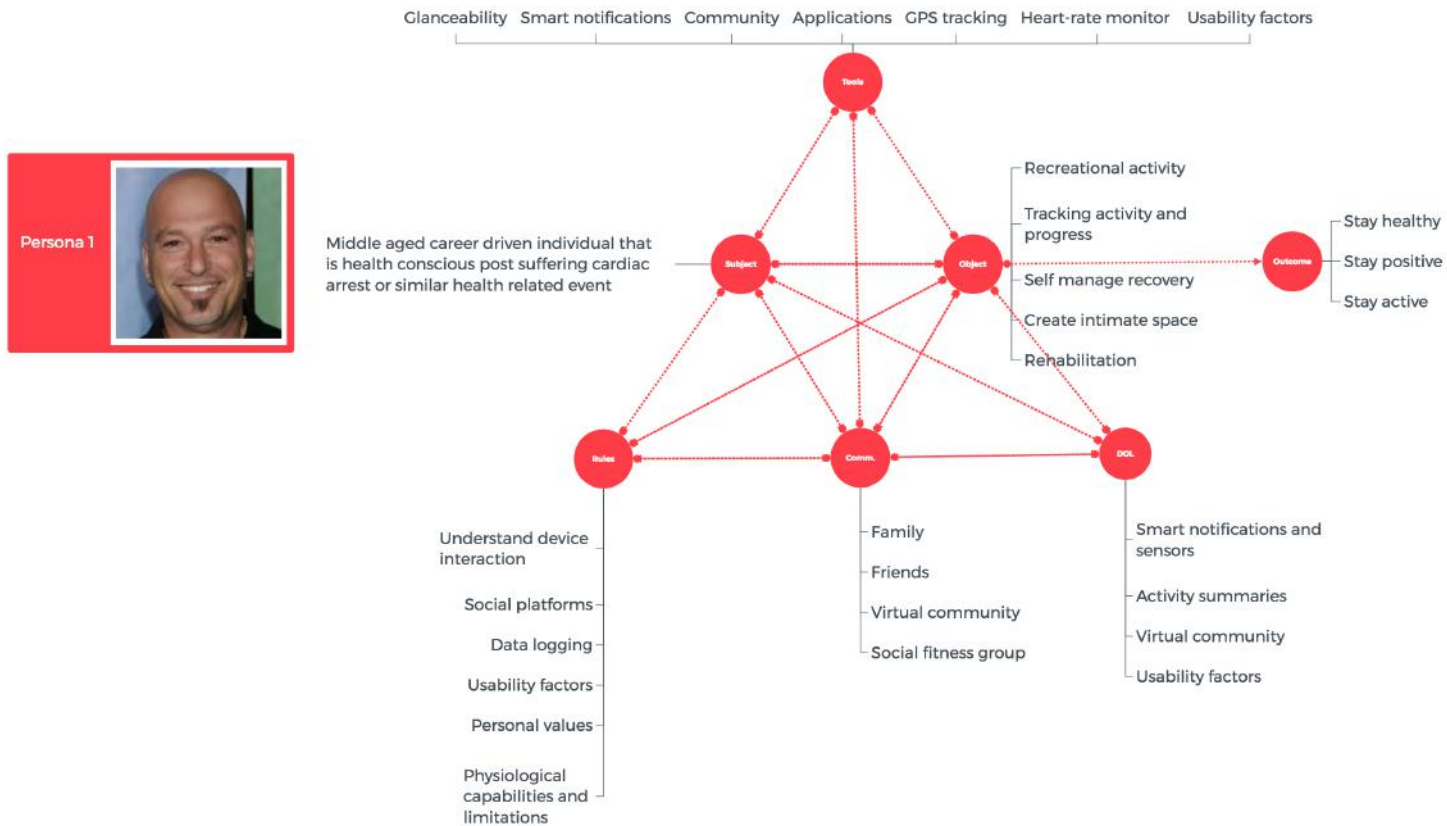 Glanceability Smart notifications Community Applications GPS tracking Heart-rate monitor Usability factors
Tools
Persona 1
Middle aged career driven individual that
is health conscious post suffering cardiac
arrest or similar health related event
Subject
Object
Recreational activity
Tracking activity and
progress
Self manage recovery
Create intimate space
Rehabilitation
Outcome
Stay healthy
Stay positive
Stay active
Rules
Understand device
interaction
Social platforms
Data logging
Usability factors
Personal values
Physiological
capabilities and
limitations
Comm.
Family
Friends
Virtual community
Social fitness group
DOL
Smart notifications and
sensors
Activity summaries
Virtual community
Usability factors